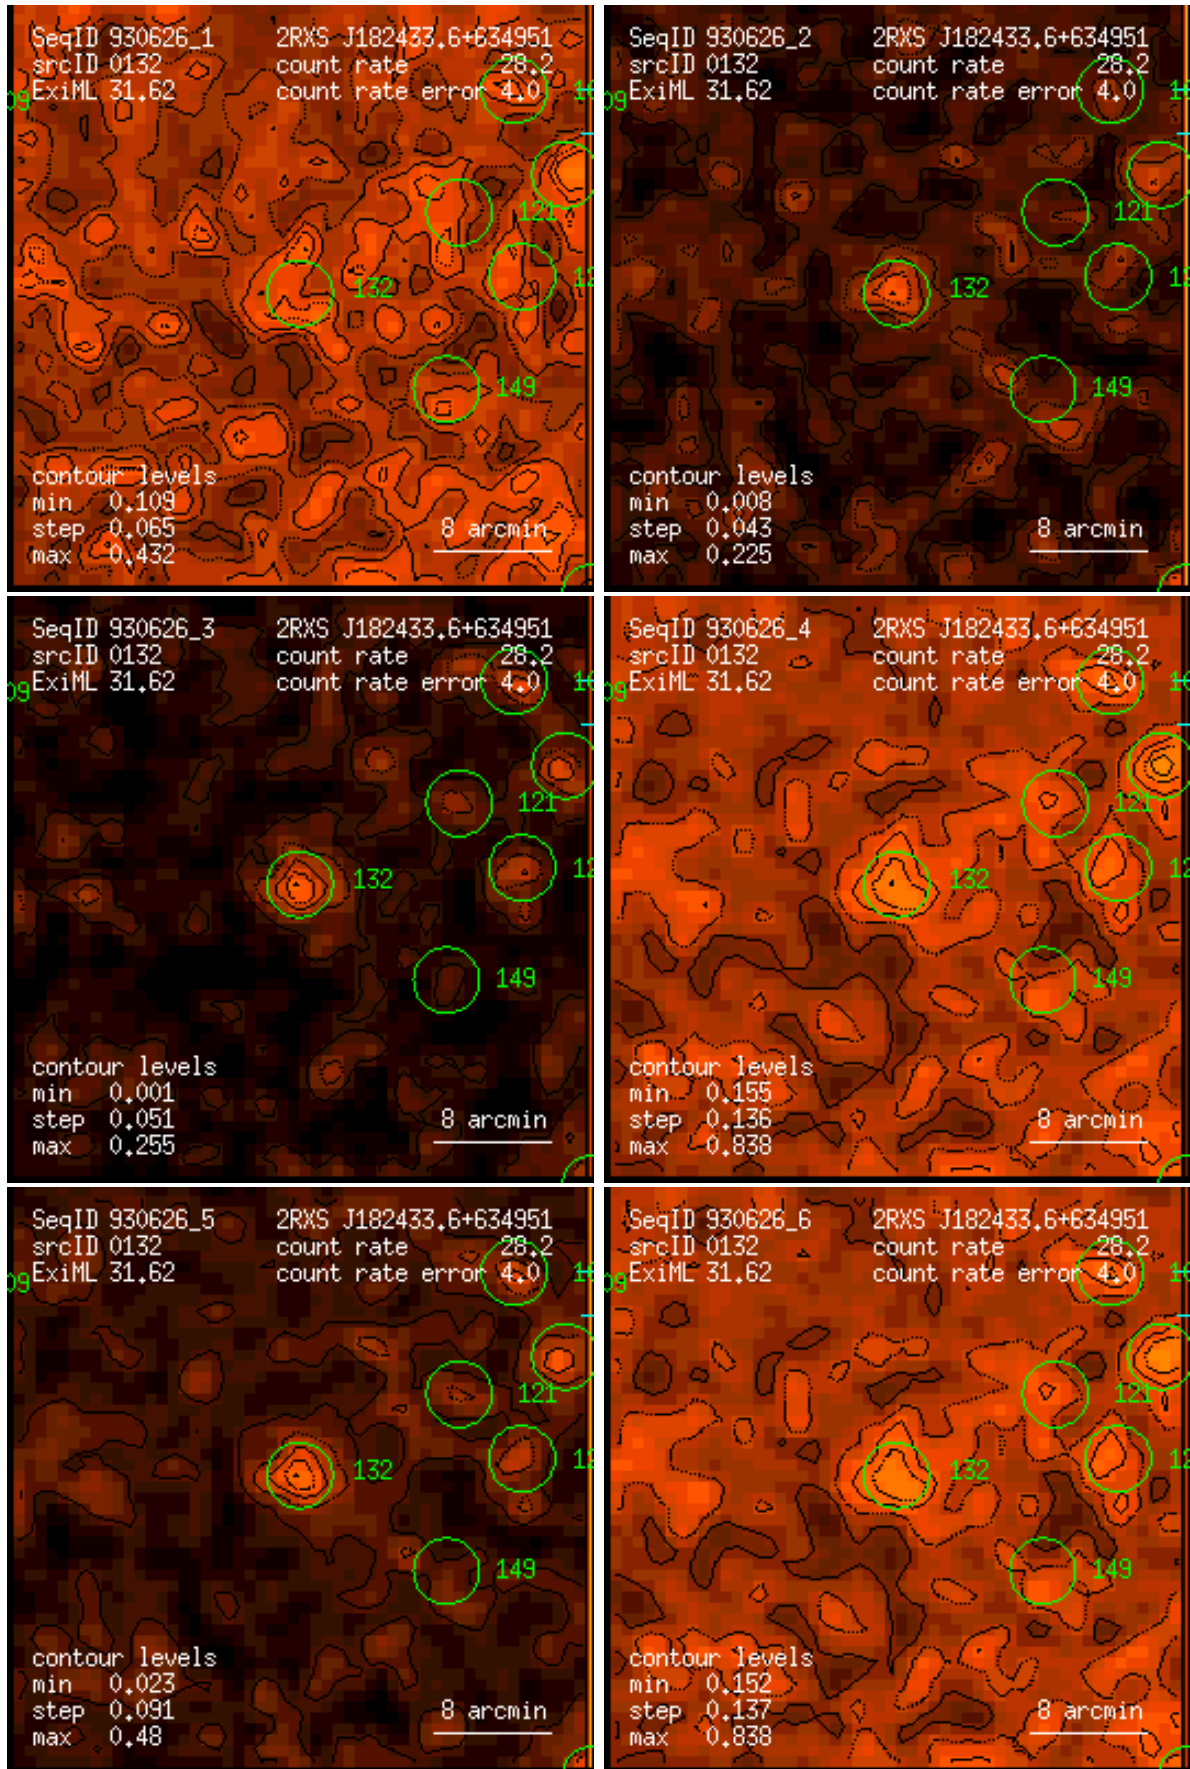 SeqID 930626_1 2RXS J182433.6+634951
srcID 0132 count rate 28.2
ExiML 31.62 count rate error 4.0
09
121
132
149
contour levels
min 0.109
step 0.065
max 0.432
8 arcmin
SeqID 930626_2 2RXS J182433.6+634951
srcID 0132 count rate 28.2
ExiML 31.62 count rate error 4.0
09
121
132
149
contour levels
min 0.008
step 0.043
max 0.225
8 arcmin
SeqID 930626_3 2RXS J182433.6+634951
srcID 0132 count rate 28.2
ExiML 31.62 count rate error 4.0
09
121
132
149
contour levels
min 0.001
step 0.051
max 0.255
8 arcmin
SeqID 930626_4 2RXS J182433.6+634951
srcID 0132 count rate 28.2
ExiML 31.62 count rate error 4.0
09
121
132
149
contour levels
min 0.155
step 0.136
max 0.838
8 arcmin
SeqID 930626_5 2RXS J182433.6+634951
srcID 0132 count rate 28.2
ExiML 31.62 count rate error 4.0
09
121
132
149
contour levels
min 0.023
step 0.091
max 0.48
8 arcmin
SeqID 930626_6 2RXS J182433.6+634951
srcID 0132 count rate 28.2
ExiML 31.62 count rate error 4.0
09
121
132
149
contour levels
min 0.152
step 0.137
max 0.838
8 arcmin